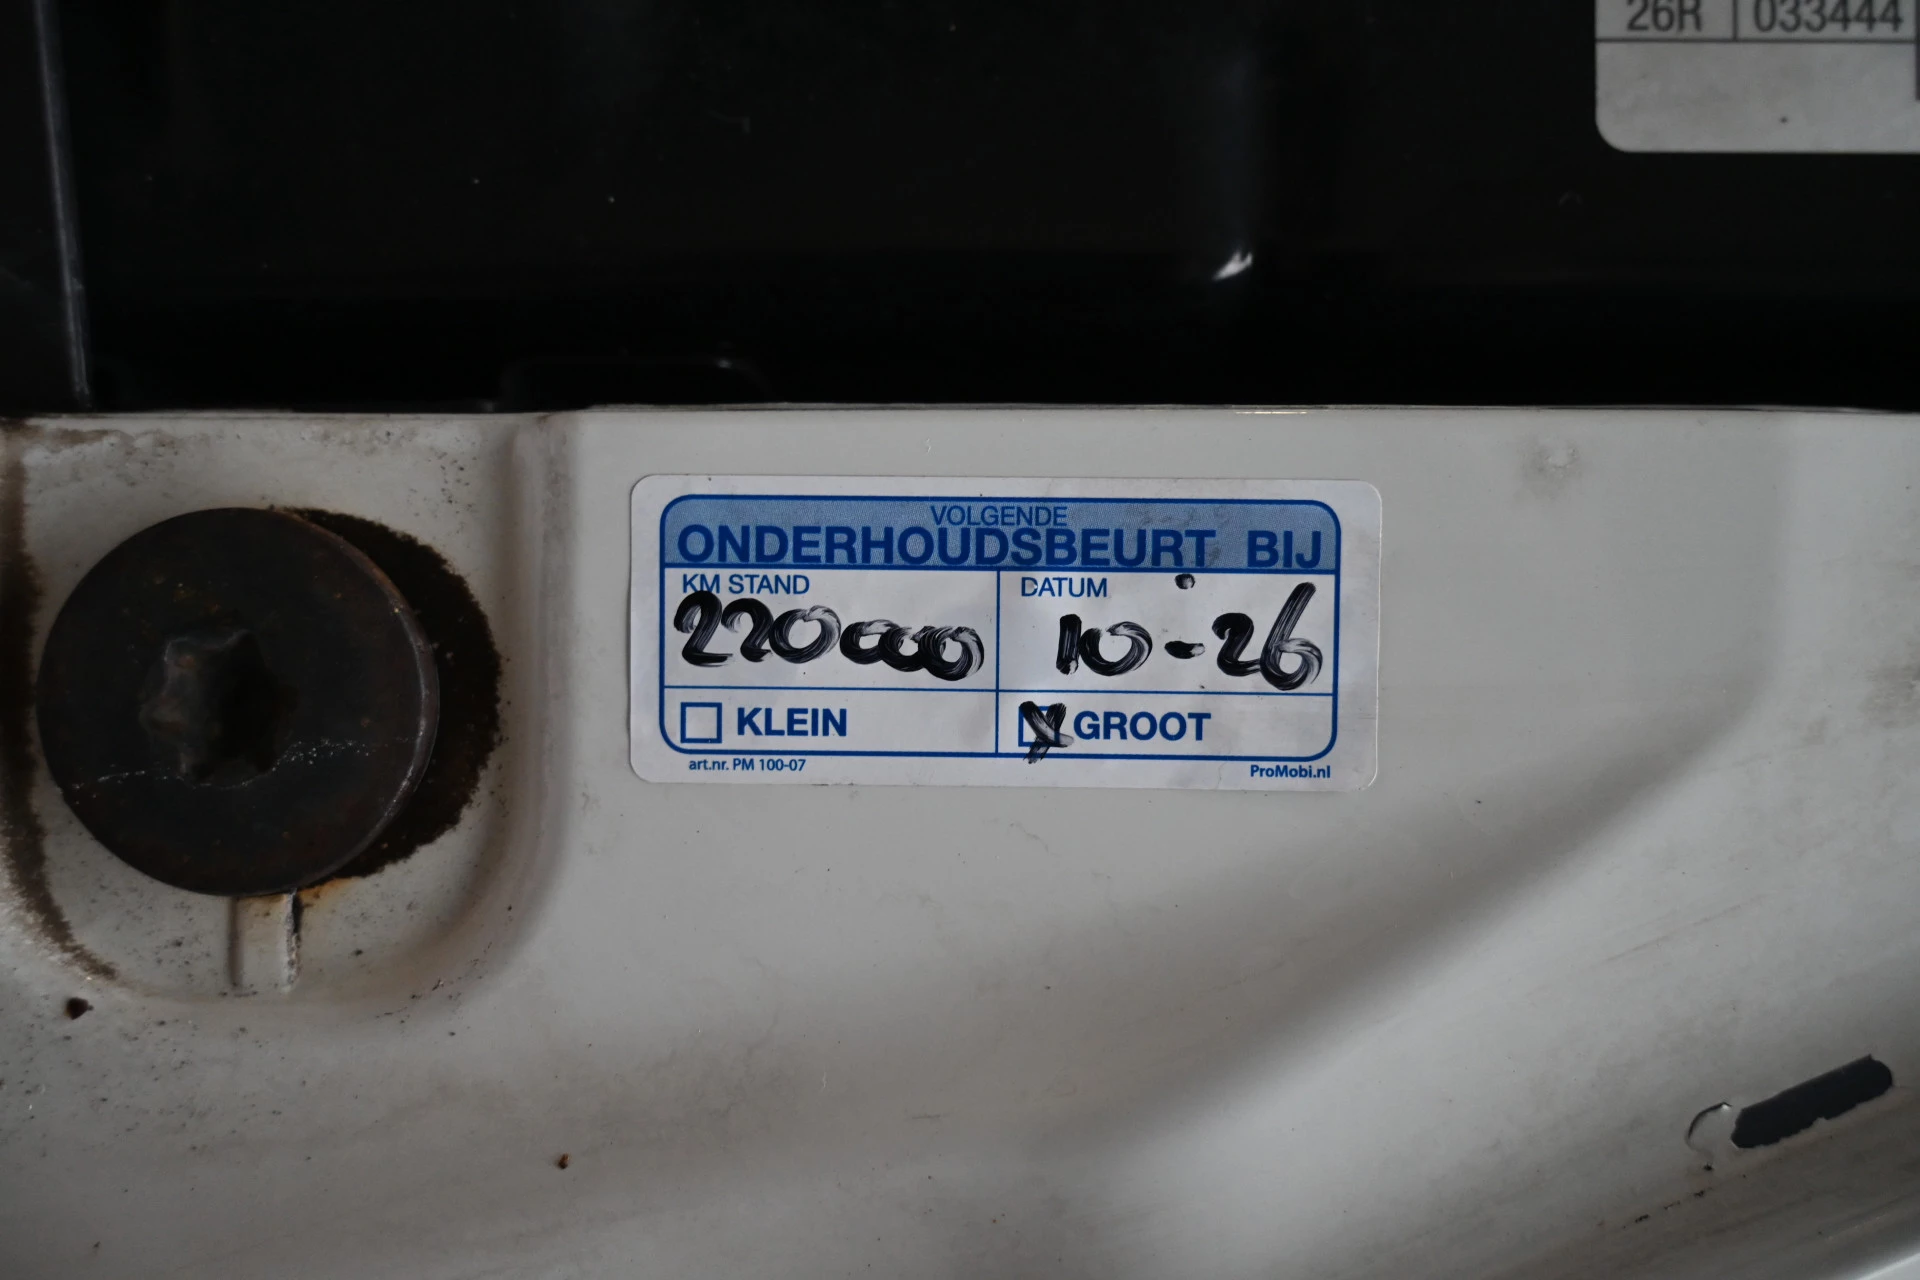 26R 033444
VOLGENDE
ONDERHOUDSBEURT BIJ
KM STAND DATUM
220000 10-26
KLEIN X GROOT
art.nr. PM 100-07 ProMobi.nl